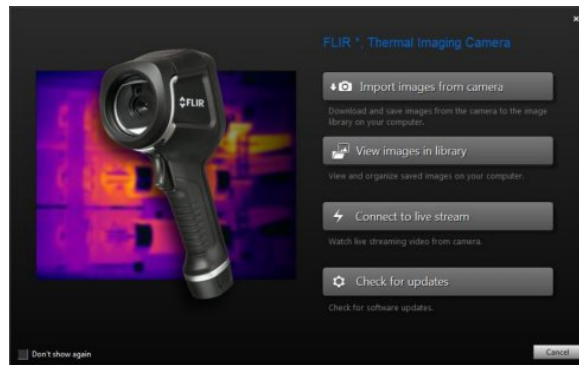 FLIR *, Thermal Imaging Camera
Import images from camera
Download and save images from the camera to the image
library on your computer.
View images in library
View and organize saved images on your computer.
Connect to live stream
Watch live streaming video from camera.
Check for updates
Check for software updates.
FLIR
Don't show again
Cancel